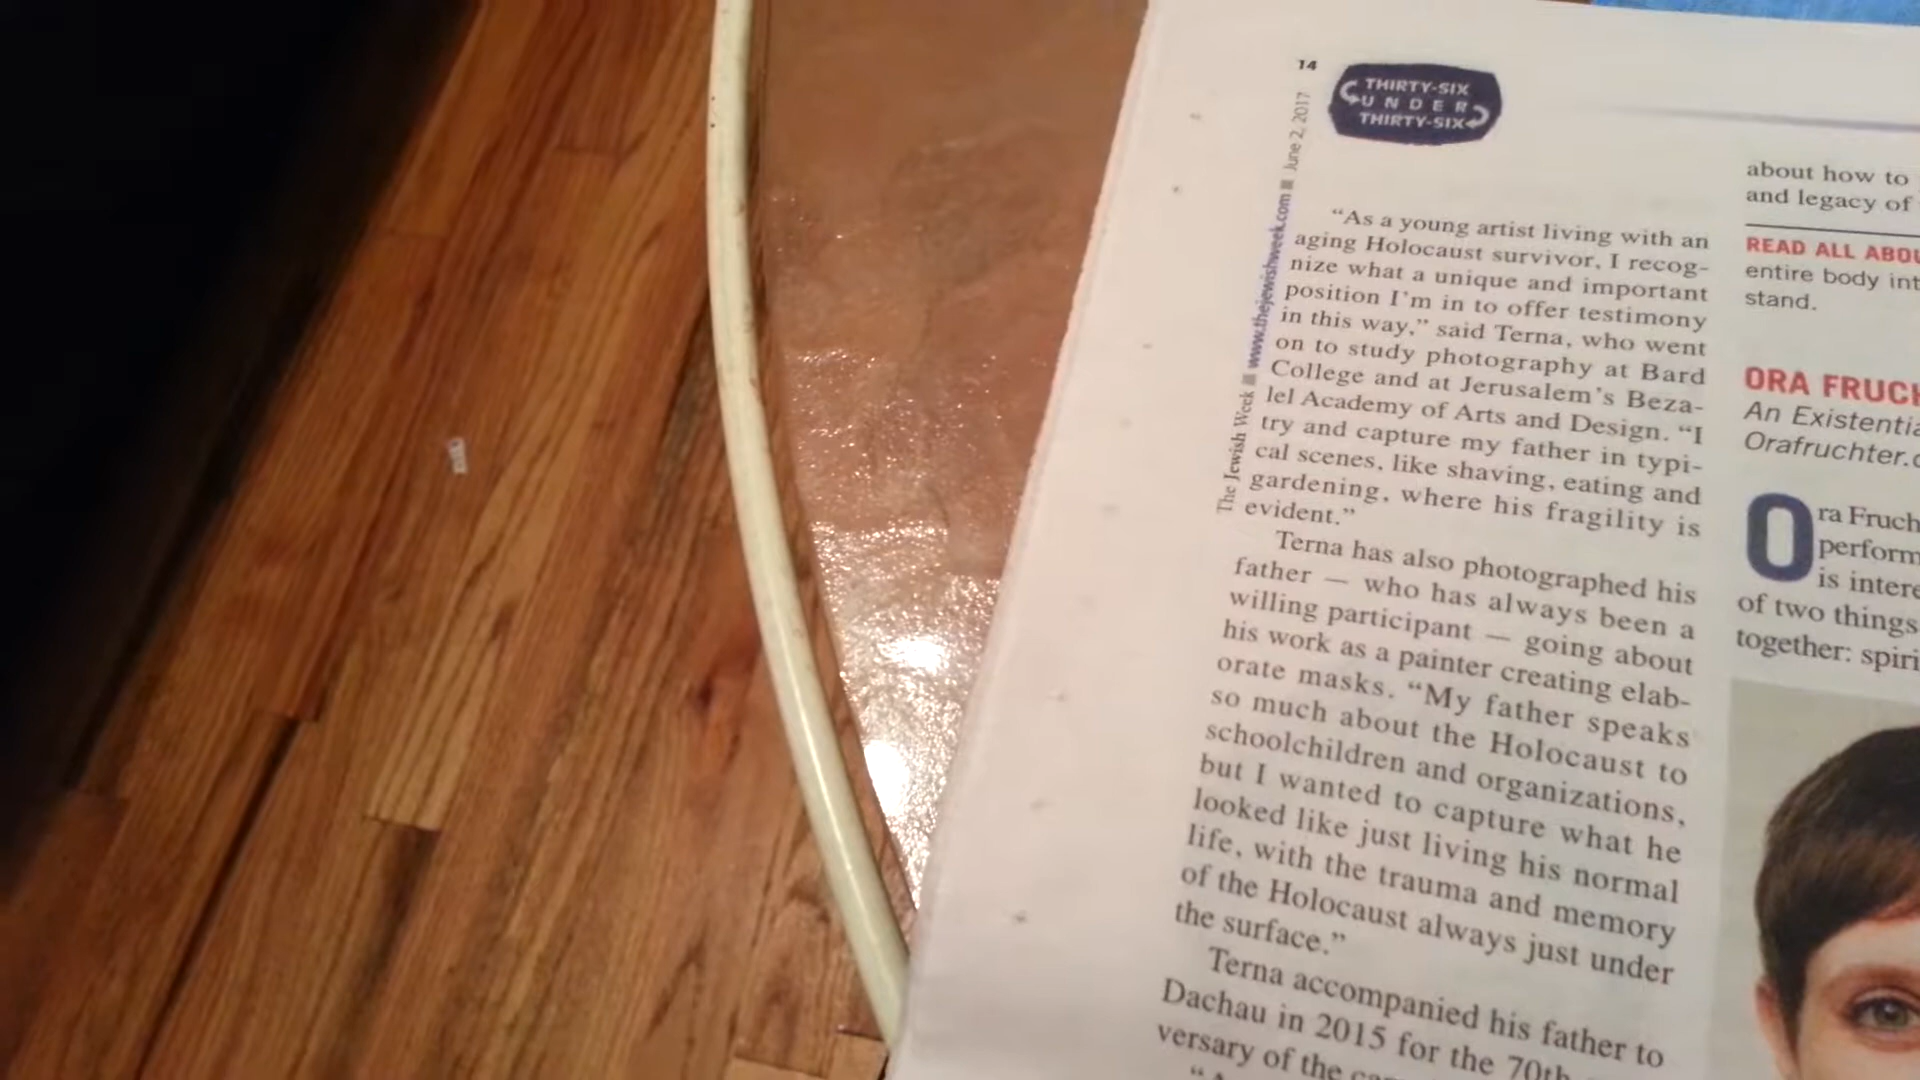 14
THIRTY-SIX
UNDER
THIRTY-SIX
The Jewish Week ■ www.thejewishweek.com ■ June 2, 2017
“As a young artist living with an
aging Holocaust survivor, I recog-
nize what a unique and important
position I’m in to offer testimony
in this way,” said Terna, who went
on to study photography at Bard
College and at Jerusalem’s Beza-
lel Academy of Arts and Design. “I
try and capture my father in typi-
cal scenes, like shaving, eating and
gardening, where his fragility is
evident.”
Terna has also photographed his
father — who has always been a
willing participant — going about
his work as a painter creating elab-
orate masks. “My father speaks
so much about the Holocaust to
schoolchildren and organizations,
but I wanted to capture what he
looked like just living his normal
life, with the trauma and memory
of the Holocaust always just under
the surface.”
Terna accompanied his father to
Dachau in 2015 for the 70th
versary of the
about how to
and legacy of
READ ALL ABOU
entire body int
stand.
ORA FRUCH
An Existentia
Orafruchter.c
Ora Fruch
perform
is intere
of two things
together: spiri